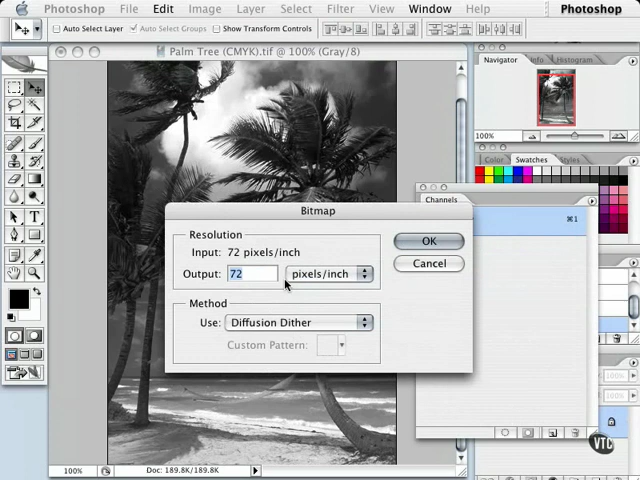 Photoshop File Edit Image Layer Select Filter View Window Help Photoshop
Auto Select Layer Auto Select Groups Show Transform Controls
Palm Tree (CMYK).tif @ 100% (Gray/8)
Navigator Info Histogram
100%
Color Swatches Styles
Channels
⌘1
Bitmap
Resolution
Input: 72 pixels/inch
Output: 72 pixels/inch
OK
Cancel
Method
Use: Diffusion Dither
Custom Pattern:
100%
100%
VTC
100% Doc: 189.8K/189.8K